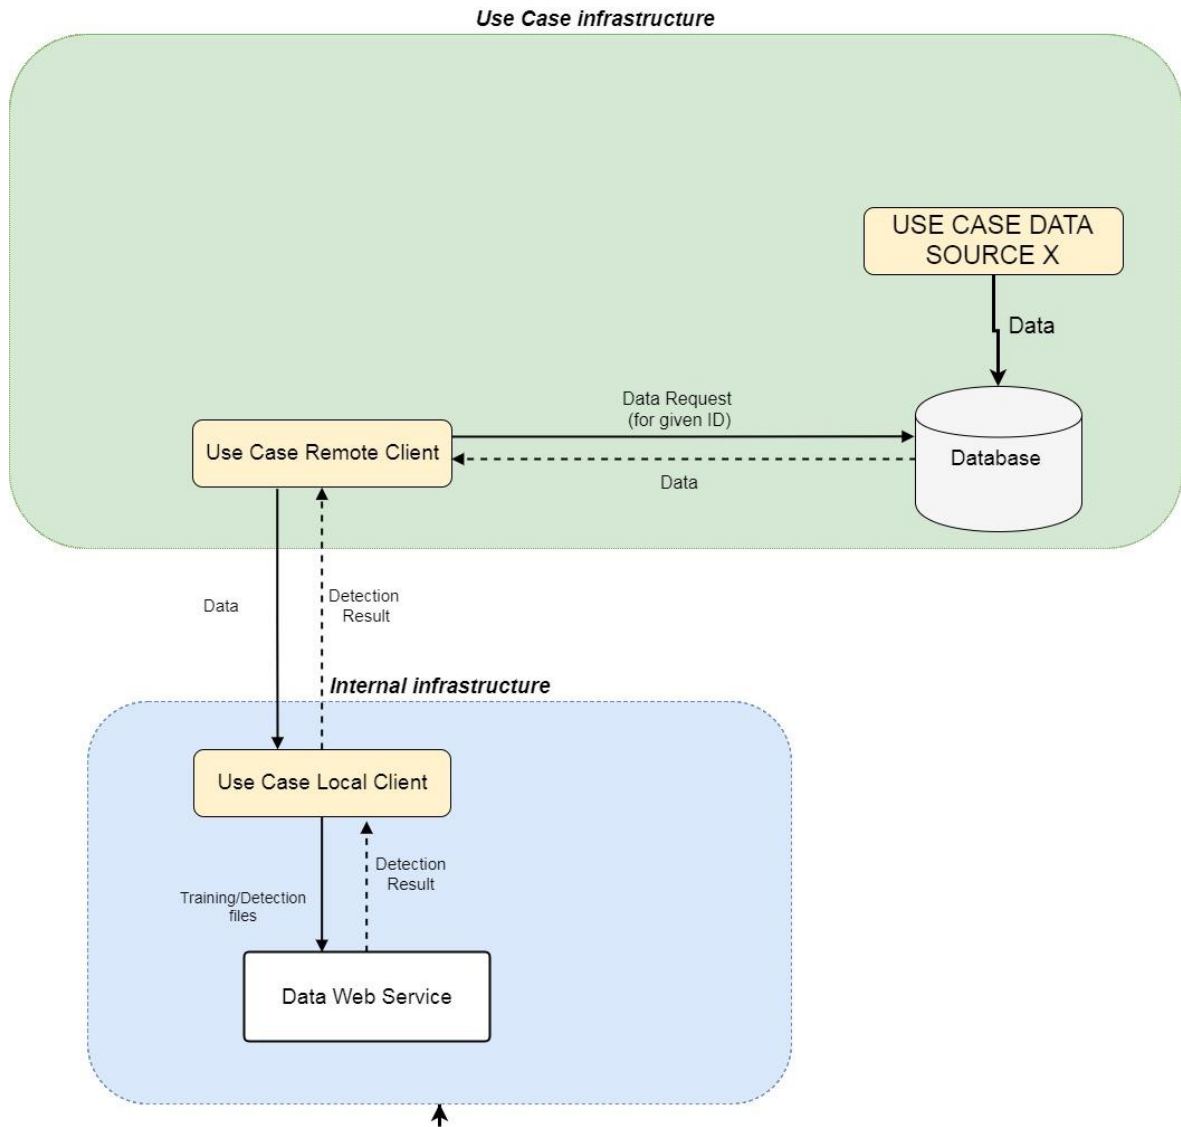 Use Case infrastructure
USE CASE DATA
SOURCE X
Data
Data Request
(for given ID)
Use Case Remote Client
Database
Data
Data
Detection
Result
Internal infrastructure
Use Case Local Client
Detection
Result
Training/Detection
files
Data Web Service